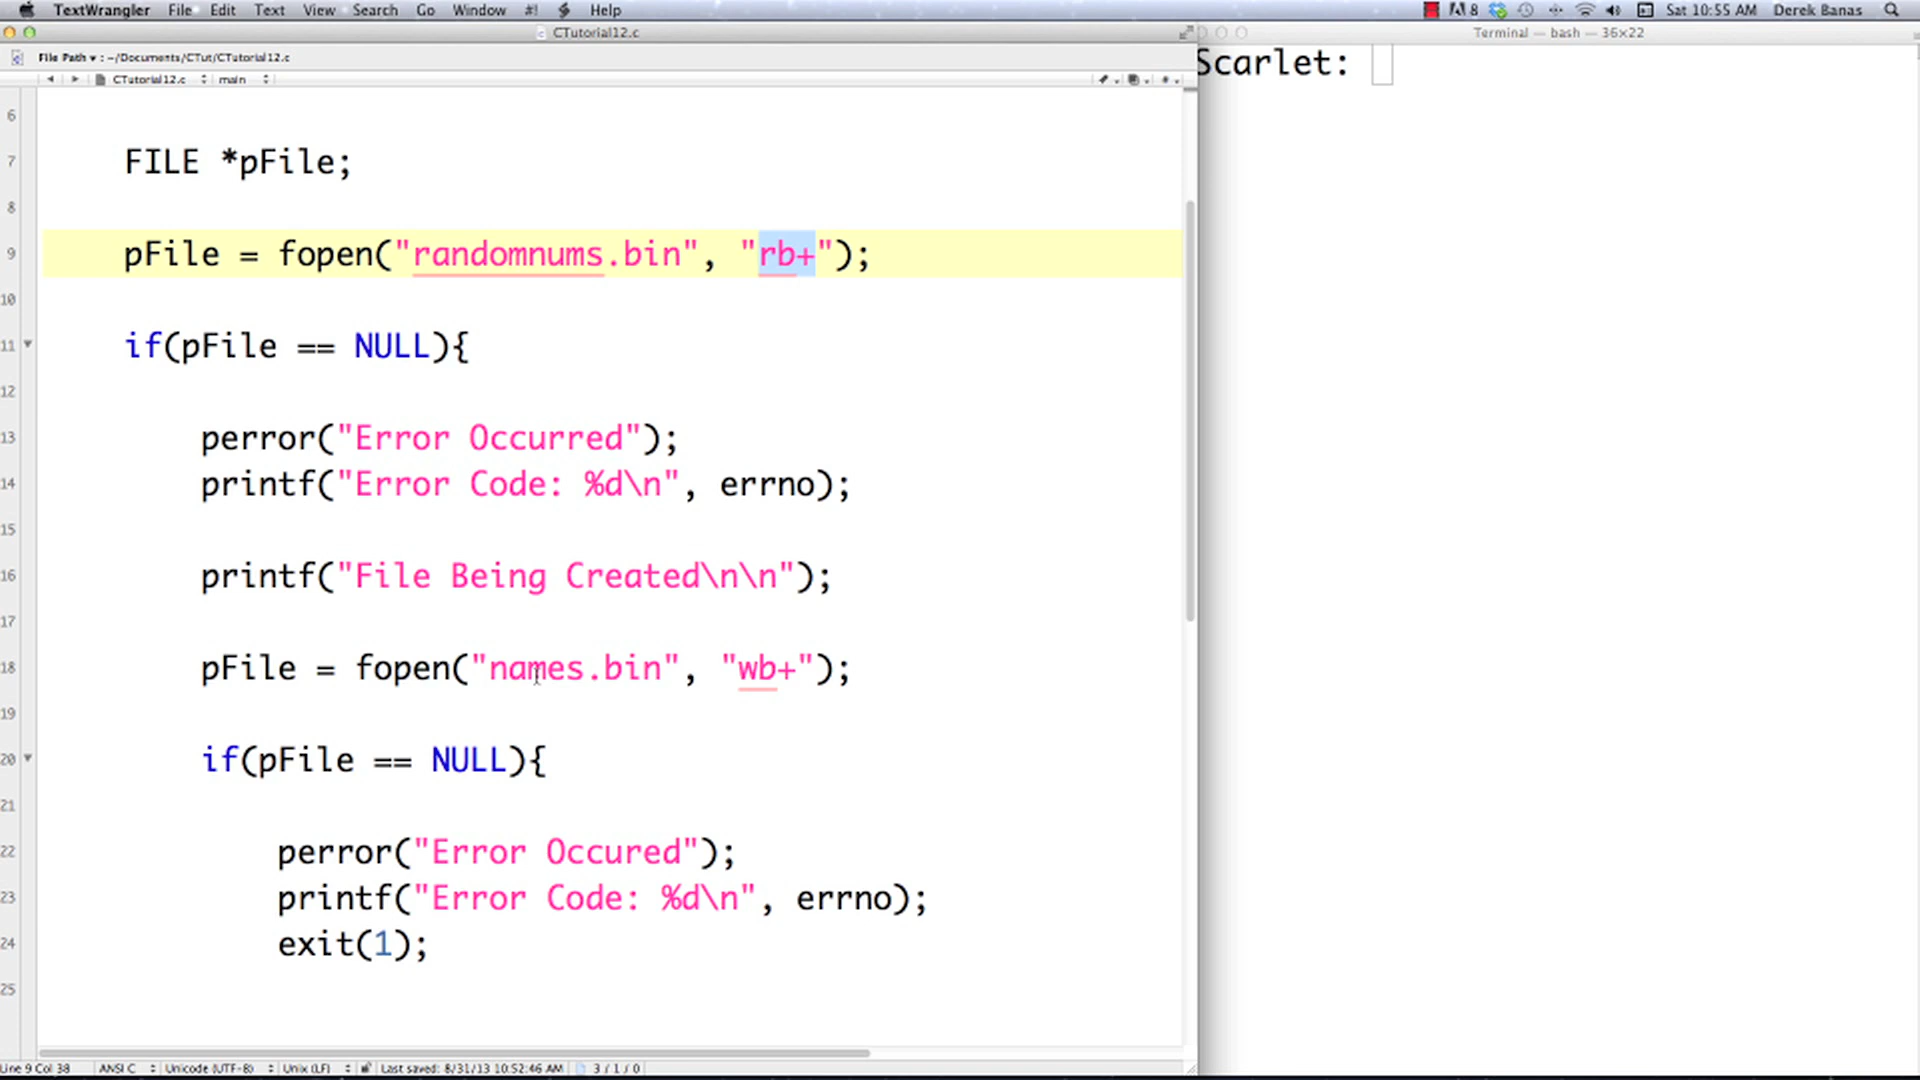 TextWrangler File Edit Text View Search Go Window Help
8 Sat 10:55 AM Derek Banas
CTutorial12.c
Terminal — bash — 36×22
File Path ▾ : ~/Documents/CTut/CTutorial12.c
CTutorial12.c main
Scarlet:
6
7 FILE *pFile;
8
9 pFile = fopen("randomnums.bin", "rb+");
10
11 if(pFile == NULL){
12
13 perror("Error Occurred");
14 printf("Error Code: %d\n", errno);
15
16 printf("File Being Created\n\n");
17
18 pFile = fopen("names.bin", "wb+");
19
20 if(pFile == NULL){
21
22 perror("Error Occured");
23 printf("Error Code: %d\n", errno);
24 exit(1);
25
Line 9 Col 38 ANSI C Unicode (UTF-8) Unix (LF) Last saved: 8/31/13 10:52:46 AM 3 / 1 / 0